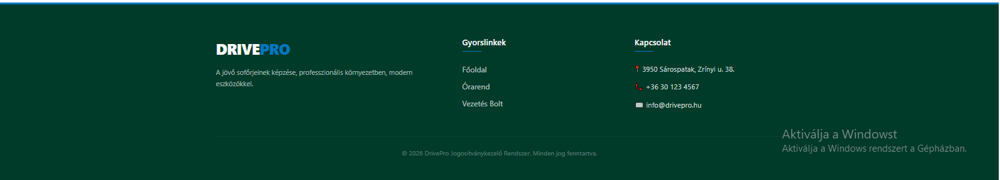 DRIVEPRO
A jövő sofőrjeinek képzése, professzionális környezetben, modern
eszközökkel.
Gyorslinkek
Főoldal
Órarend
Vezetés Bolt
Kapcsolat
3950 Sárospatak, Zrínyi u. 38.
+36 30 123 4567
info@drivepro.hu
© 2026 DrivePro Jogosítványkezelő Rendszer. Minden jog fenntartva.
Aktiválja a Windowst
Aktiválja a Windows rendszert a Gépházban.